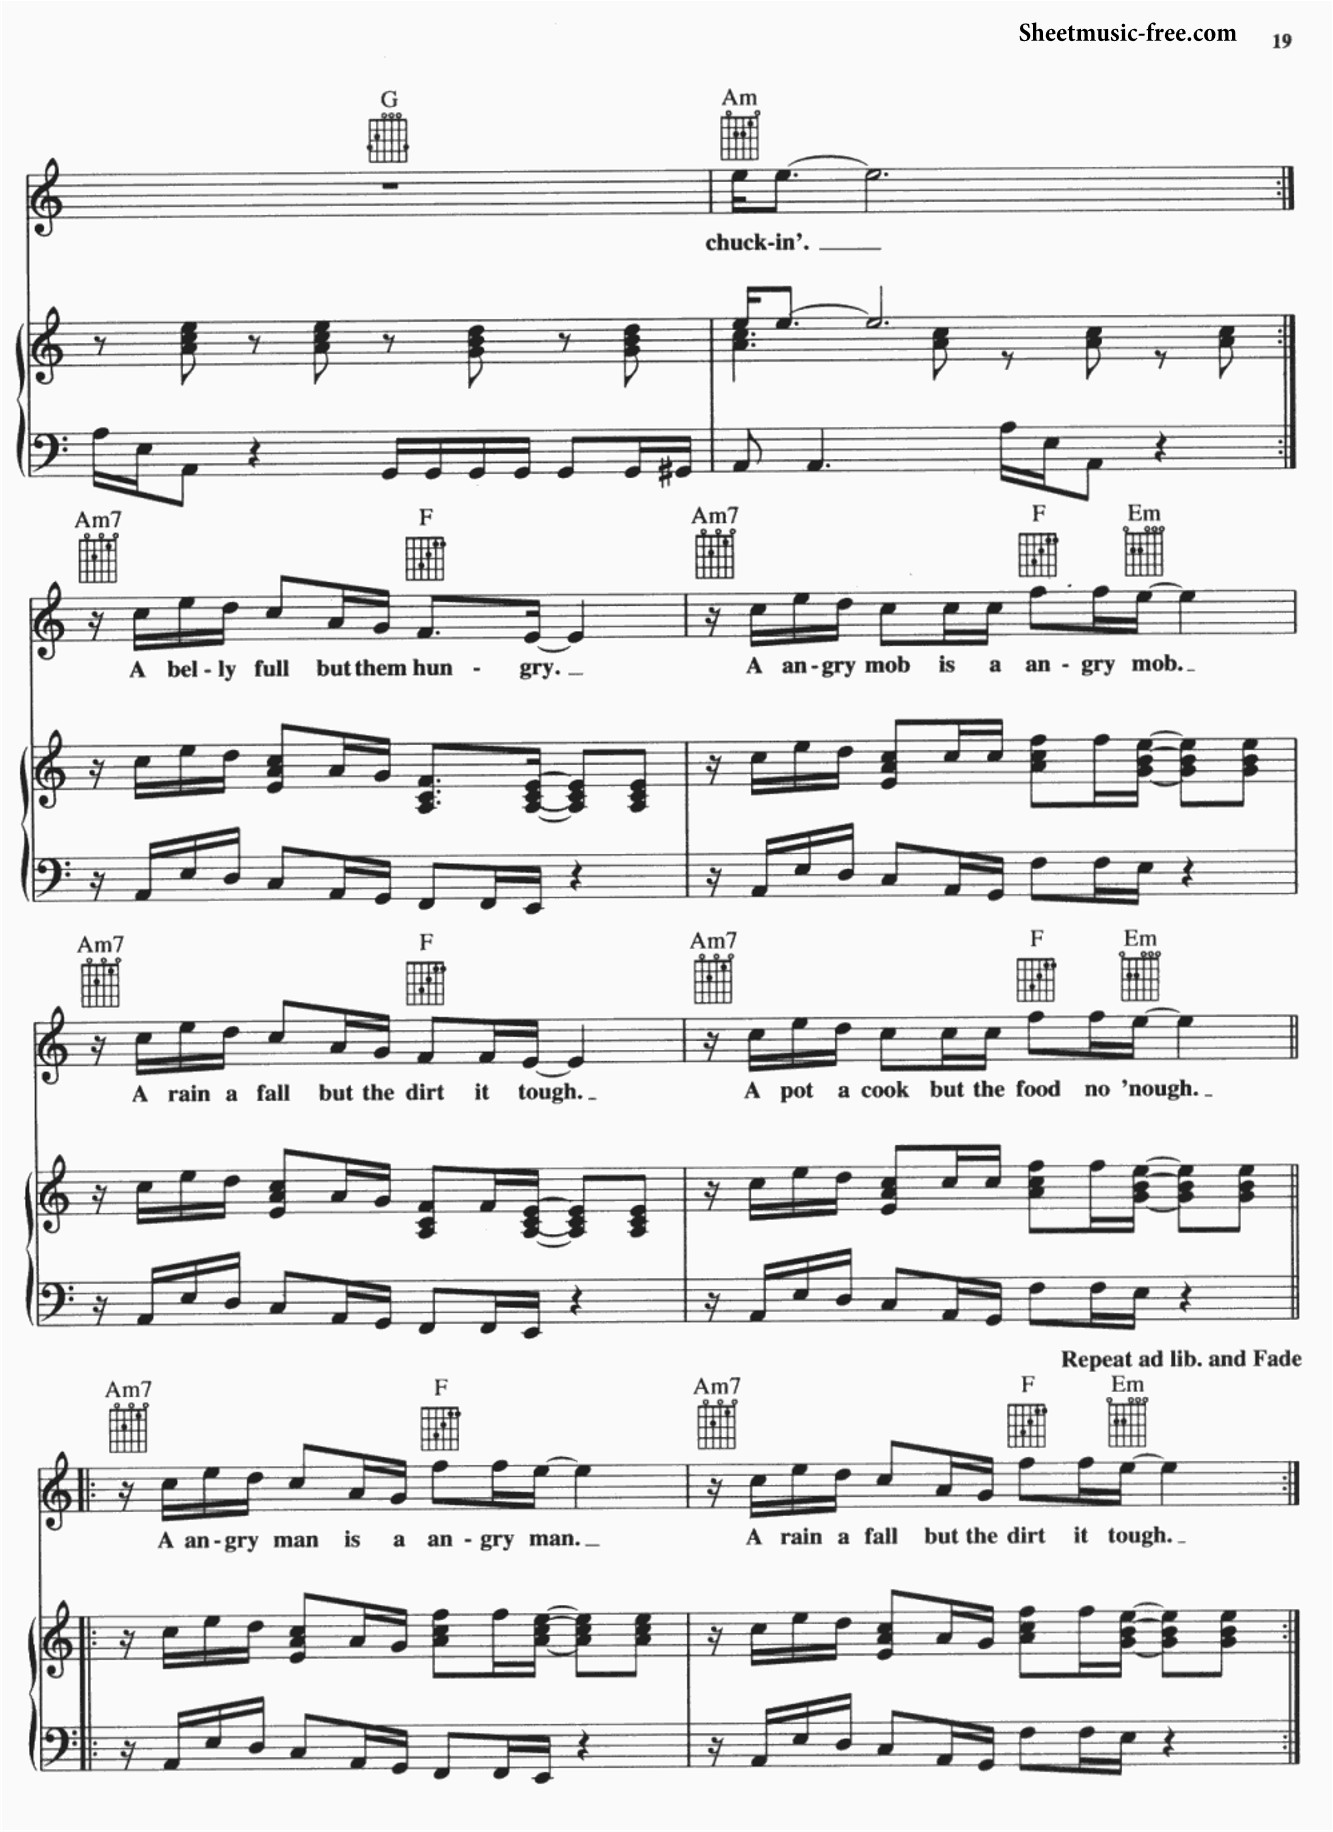 Sheetmusic-free.com 19
G Am
chuck-in'.
Am7 F Am7 F Em
A bel - ly full but them hun - gry. A an - gry mob is a an - gry mob.
Am7 F Am7 F Em
A rain a fall but the dirt it tough. A pot a cook but the food no 'nough.
Repeat ad lib. and Fade
Am7 F Am7 F Em
A an - gry man is a an - gry man. A rain a fall but the dirt it tough.